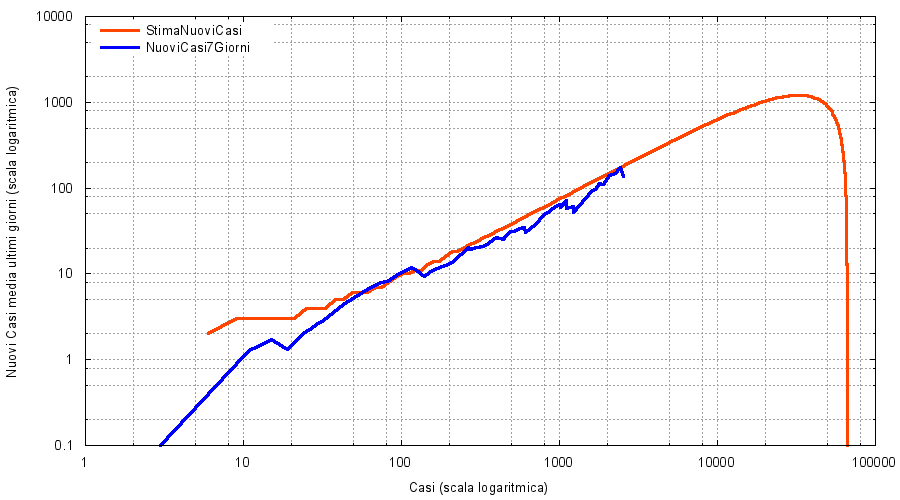 10000
1000
100
10
1
0.1
StimaNuoviCasi
NuoviCasi7Giorni
Nuovi Casi media ultimi giorni (scala logaritmica)
1 10 100 1000 10000 100000
Casi (scala logaritmica)